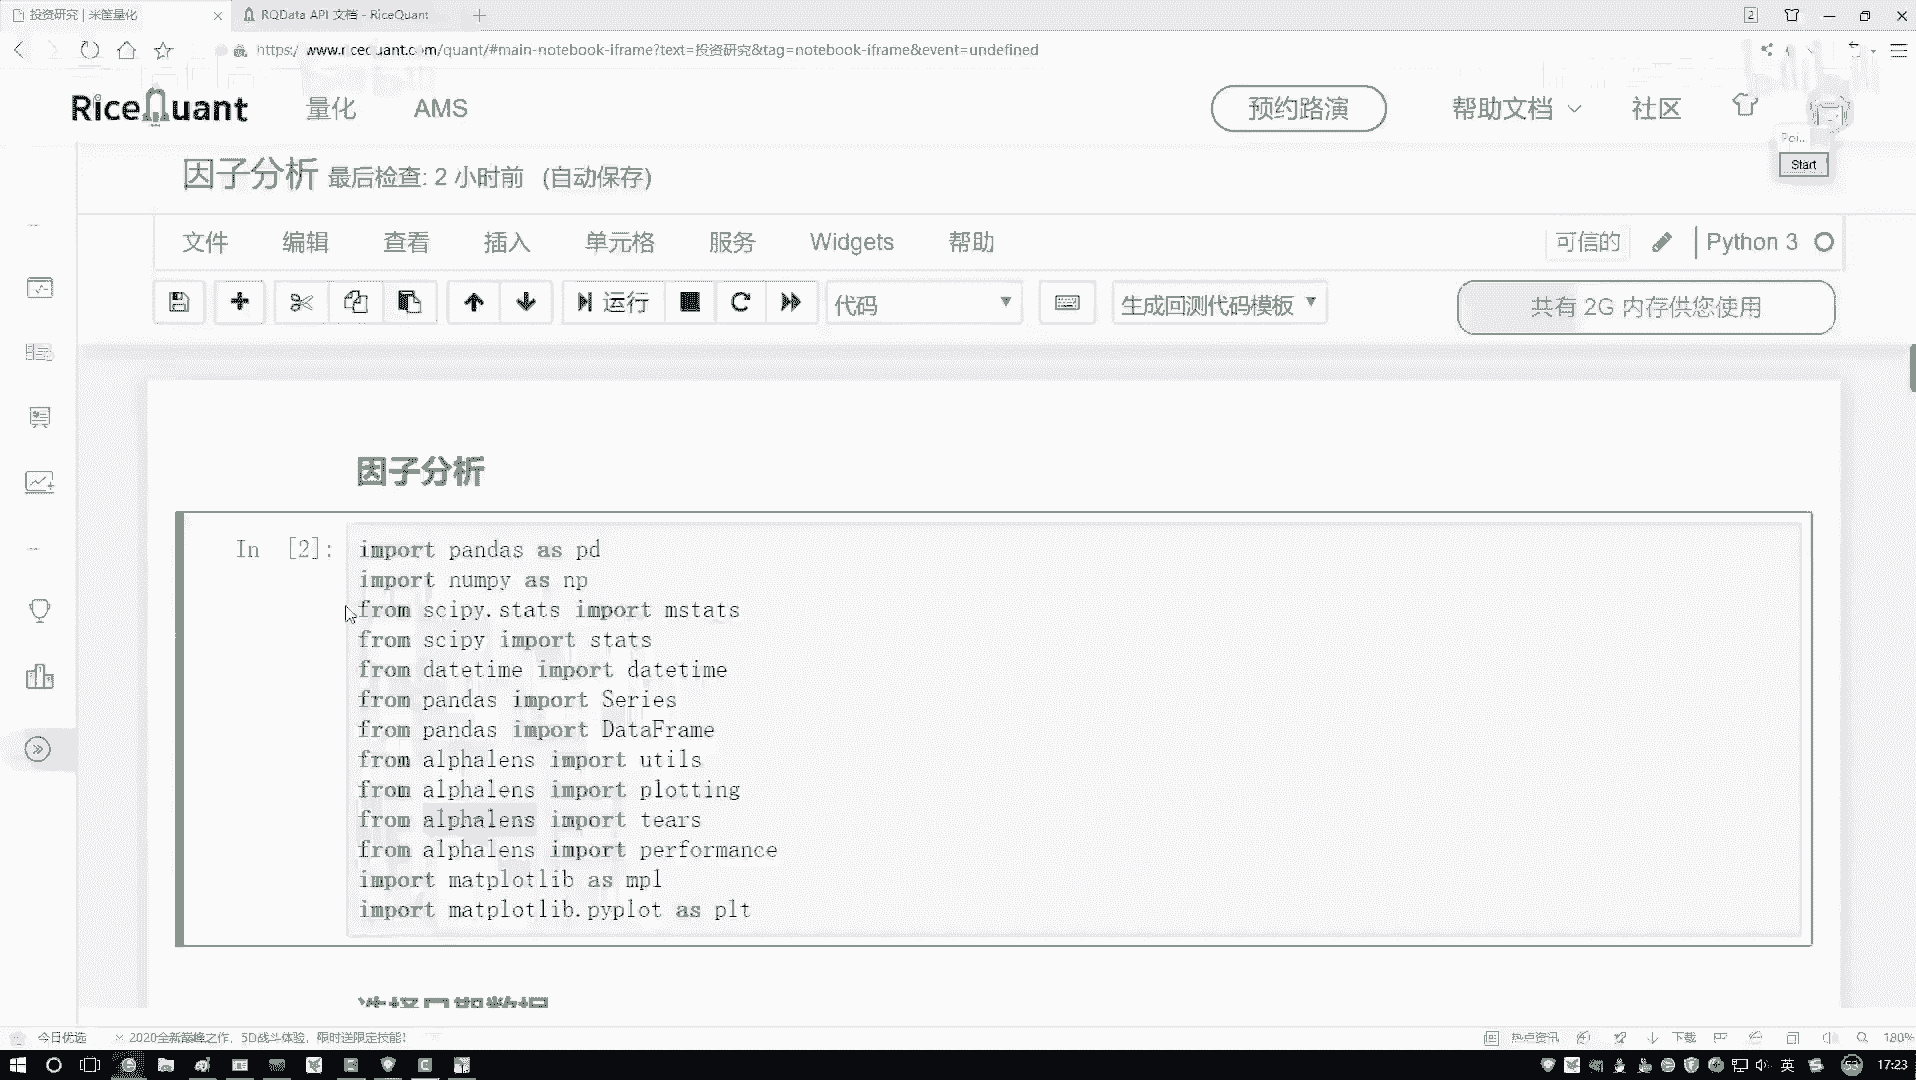 投资研究 | 米筐量化
RQData API 文档 - RiceQuant
2
https://www.ricequant.com/quant/#main-notebook-iframe?text=投资研究&tag=notebook-iframe&event=undefined
RiceQuant
量化
AMS
预约路演
帮助文档
社区
Start
因子分析 最后检查: 2 小时前 (自动保存)
文件
编辑
查看
插入
单元格
服务
Widgets
帮助
可信的
Python 3
运行
代码
生成回测代码模板
共有 2G 内存供您使用
因子分析
In [2]:
import pandas as pd
import numpy as np
from scipy.stats import mstats
from scipy import stats
from datetime import datetime
from pandas import Series
from pandas import DataFrame
from alphalens import utils
from alphalens import plotting
from alphalens import tears
from alphalens import performance
import matplotlib as mpl
import matplotlib.pyplot as plt
今日优选
2020全新巅峰之作，5D战斗体验，限时送限定技能！
热点资讯
下载
180%
英
53
17:23